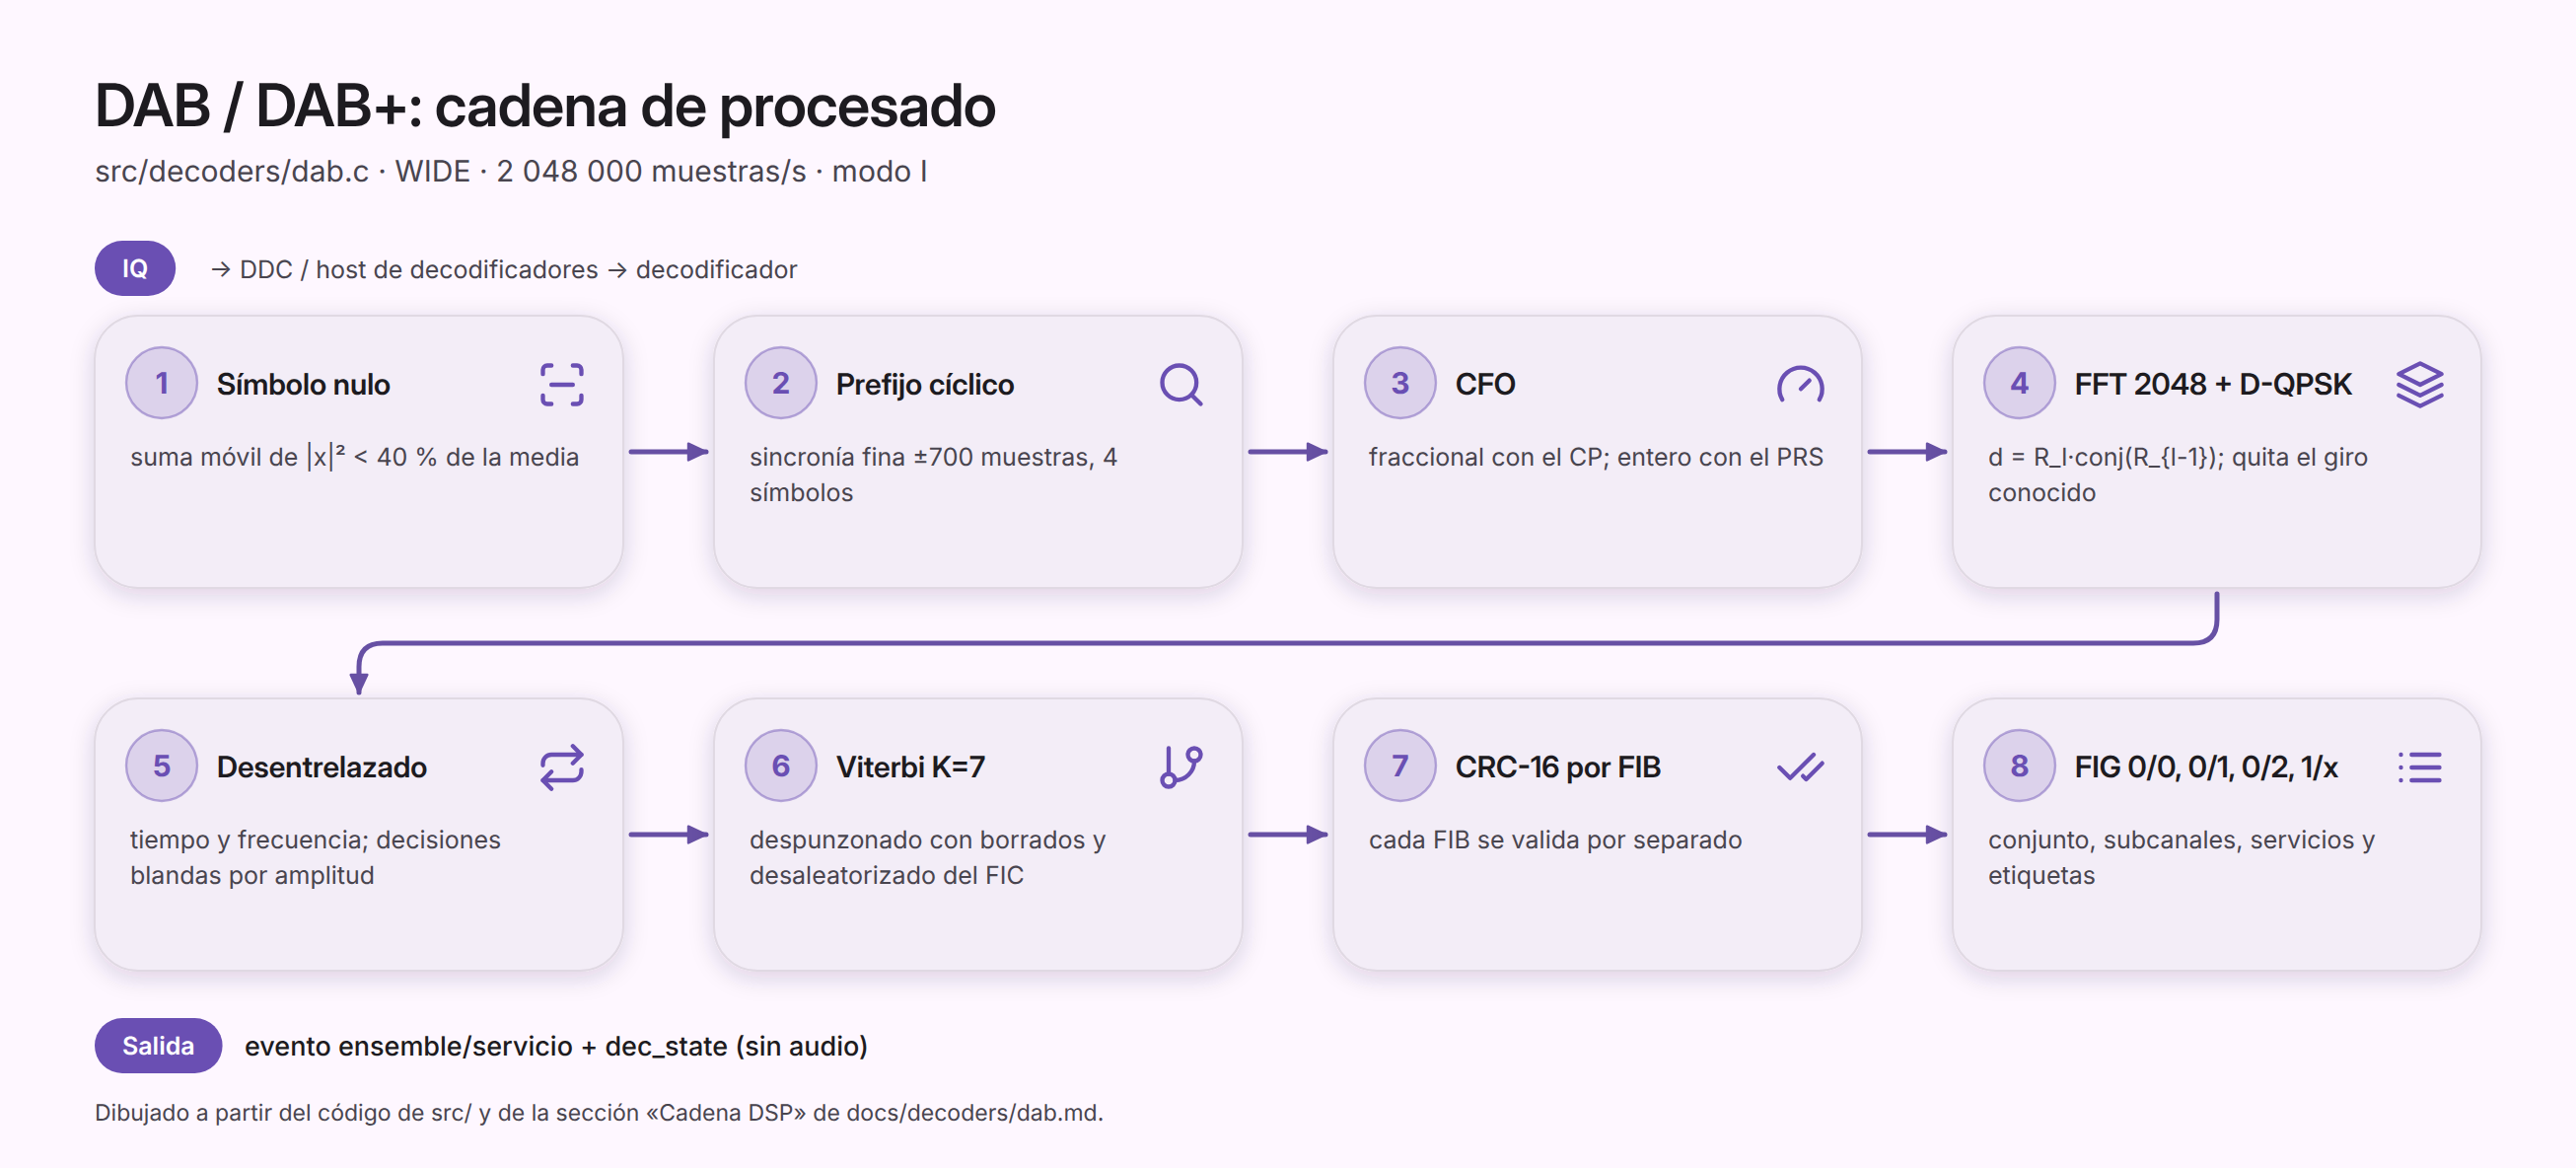 DAB / DAB+: cadena de procesado
src/decoders/dab.c · WIDE · 2 048 000 muestras/s · modo I
IQ
→ DDC / host de decodificadores → decodificador
1
Símbolo nulo
suma móvil de |x|² < 40 % de la media
2
Prefijo cíclico
sincronía fina ±700 muestras, 4
símbolos
3
CFO
fraccional con el CP; entero con el PRS
4
FFT 2048 + D-QPSK
d = R_l·conj(R_{l-1}); quita el giro
conocido
5
Desentrelazado
tiempo y frecuencia; decisiones
blandas por amplitud
6
Viterbi K=7
despunzonado con borrados y
desaleatorizado del FIC
7
CRC-16 por FIB
cada FIB se valida por separado
8
FIG 0/0, 0/1, 0/2, 1/x
conjunto, subcanales, servicios y
etiquetas
Salida
evento ensemble/servicio + dec_state (sin audio)
Dibujado a partir del código de src/ y de la sección «Cadena DSP» de docs/decoders/dab.md.